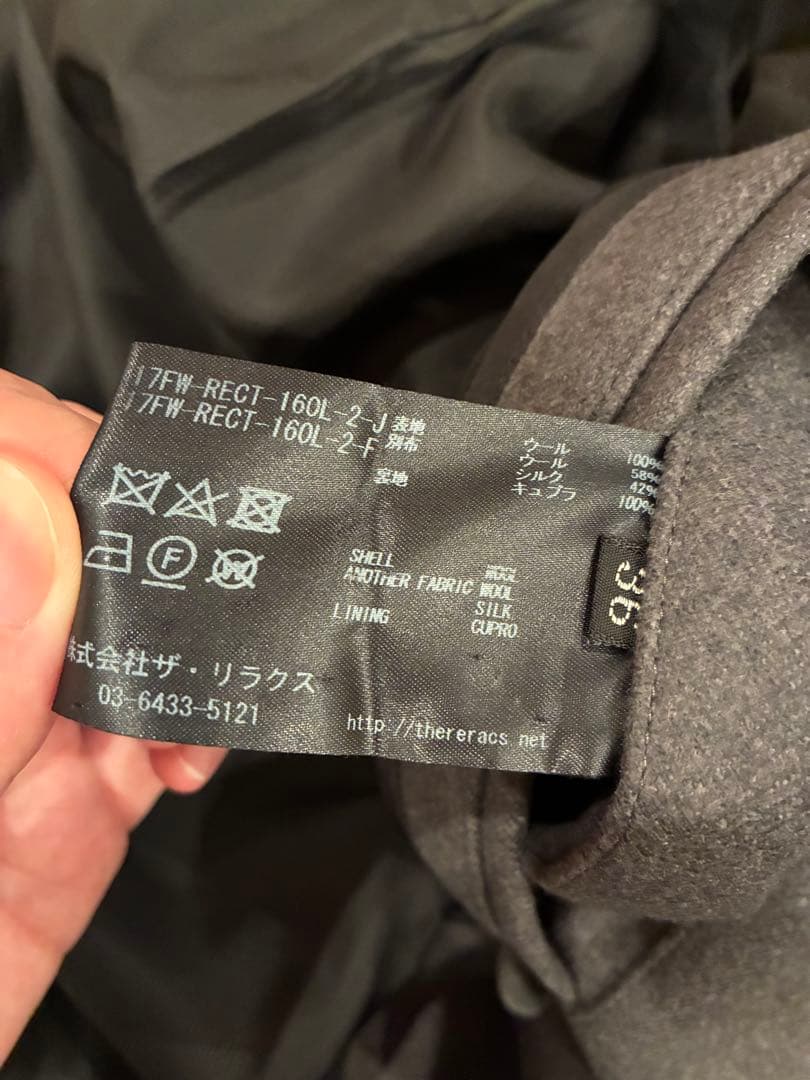 17FW-RECT-160L-2-J
17FW-RECT-160L-2-F
表地 ウール 100%
別布 ウール 58%
シルク 42%
裏地 キュプラ 100%
F
W
SHELL WOOL
ANOTHER FABRIC WOOL
SILK
LINING CUPRO
36
株式会社ザ・リラクス
03-6433-5121
http://thereracs net